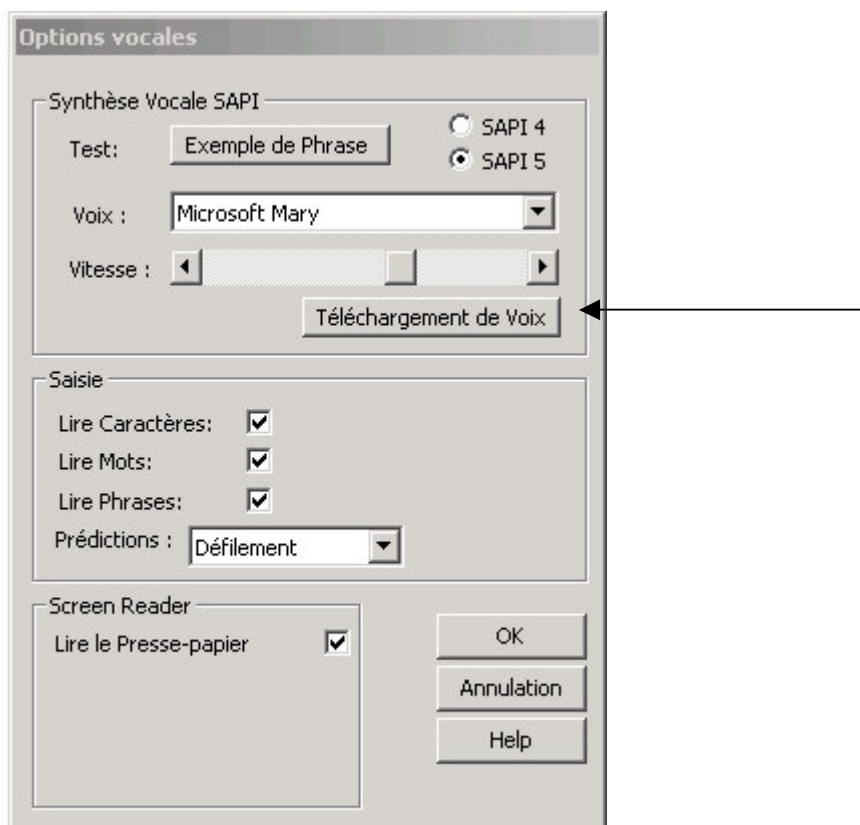 Options vocales
Synthèse Vocale SAPI
Test: Exemple de Phrase
SAPI 4
SAPI 5
Voix : Microsoft Mary
Vitesse :
Téléchargement de Voix
Saisie
Lire Caractères:
Lire Mots:
Lire Phrases:
Prédictions : Défilement
Screen Reader
Lire le Presse-papier
OK
Annulation
Help